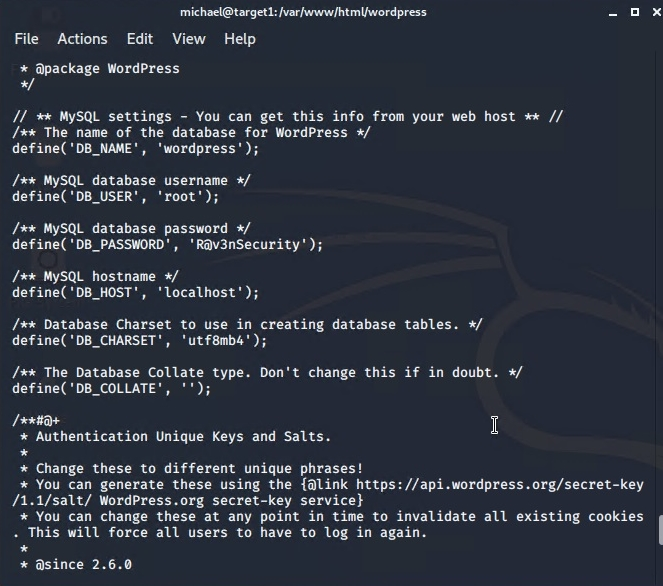 michael@target1:/var/www/html/wordpress
File Actions Edit View Help
* @package WordPress
*/
// ** MySQL settings - You can get this info from your web host ** //
/** The name of the database for WordPress */
define('DB_NAME', 'wordpress');
/** MySQL database username */
define('DB_USER', 'root');
/** MySQL database password */
define('DB_PASSWORD', 'R@v3nSecurity');
/** MySQL hostname */
define('DB_HOST', 'localhost');
/** Database Charset to use in creating database tables. */
define('DB_CHARSET', 'utf8mb4');
/** The Database Collate type. Don't change this if in doubt. */
define('DB_COLLATE', '');
/**#@+
* Authentication Unique Keys and Salts.
*
* Change these to different unique phrases!
* You can generate these using the {@link https://api.wordpress.org/secret-key
/1.1/salt/ WordPress.org secret-key service}
* You can change these at any point in time to invalidate all existing cookies
. This will force all users to have to log in again.
*
* @since 2.6.0